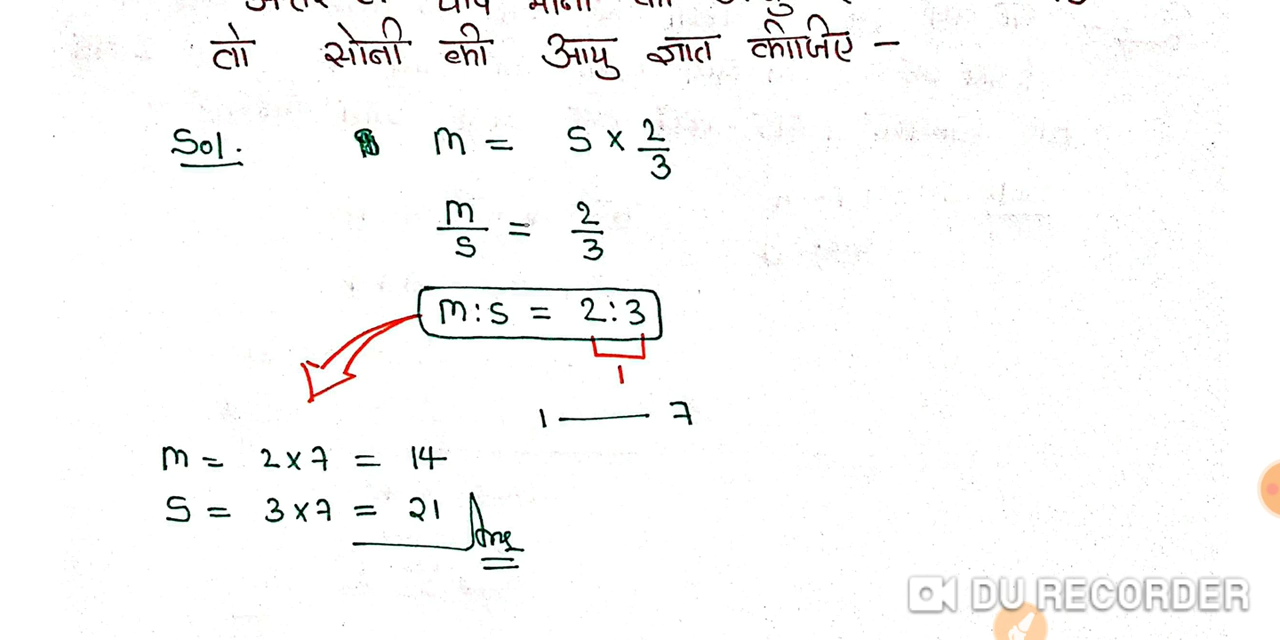 तो सोनी की आयु ज्ञात कीजिए –
Sol. m = S × 2/3
m/s = 2/3
m:s = 2:3
1
1 —— 7
m = 2×7 = 14
S = 3×7 = 21 Ans
DU RECORDER